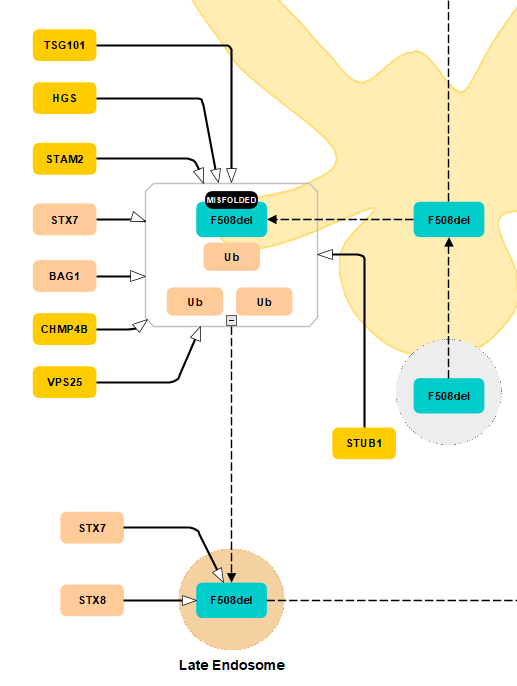 TSG101
HGS
STAM2
STX7
BAG1
CHMP4B
VPS25
MISFOLDED
F508del
Ub
Ub
Ub
F508del
F508del
STUB1
STX7
STX8
F508del
Late Endosome